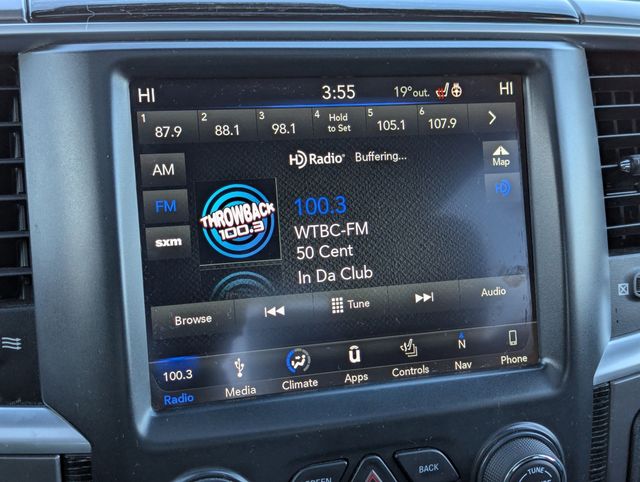 HI 3:55 19° out. HI
1 87.9 2 88.1 3 98.1 4 Hold to Set 5 105.1 6 107.9
HD Radio® Buffering...
AM
Map
FM
HD
sxm
THROWBACK
100.3
100.3
WTBC-FM
50 Cent
In Da Club
Browse Tune Audio
100.3
Radio Media Climate Apps Controls Nav Phone
N
SCREEN
BACK
TUNE